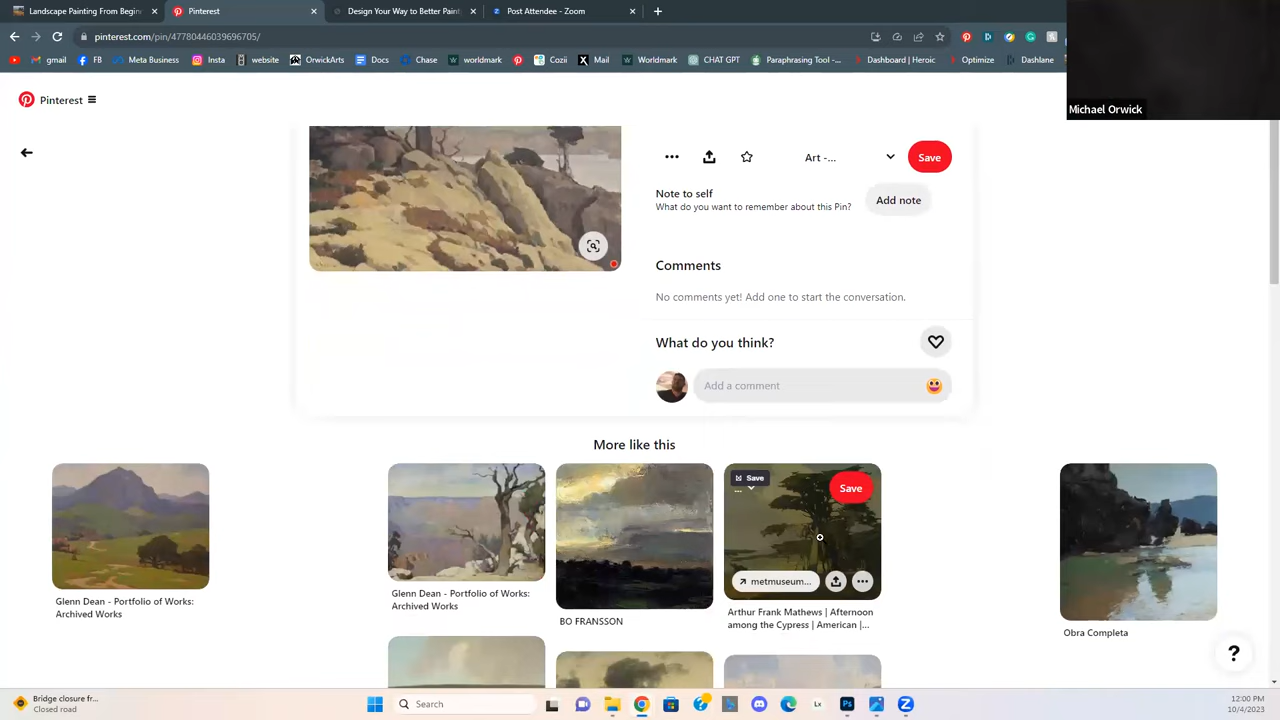 Landscape Painting From Begin
Pinterest
Design Your Way to Better Paint
Post Attendee - Zoom
pinterest.com/pin/47780446039696705/
gmail
FB
Meta Business
Insta
website
OrwickArts
Docs
Chase
worldmark
Cozii
Mail
Worldmark
CHAT GPT
Paraphrasing Tool -...
Dashboard | Heroic
Optimize
Dashlane
Michael Orwick
Pinterest
Art -...
Save
Note to self
What do you want to remember about this Pin?
Add note
Comments
No comments yet! Add one to start the conversation.
What do you think?
Add a comment
More like this
Save
Save
metmuseum...
Glenn Dean - Portfolio of Works:
Archived Works
Glenn Dean - Portfolio of Works:
Archived Works
BO FRANSSON
Arthur Frank Mathews | Afternoon
among the Cypress | American |...
Obra Completa
?
Bridge closure fr...
Closed road
Search
Lx
Ps
12:00 PM
10/4/2023